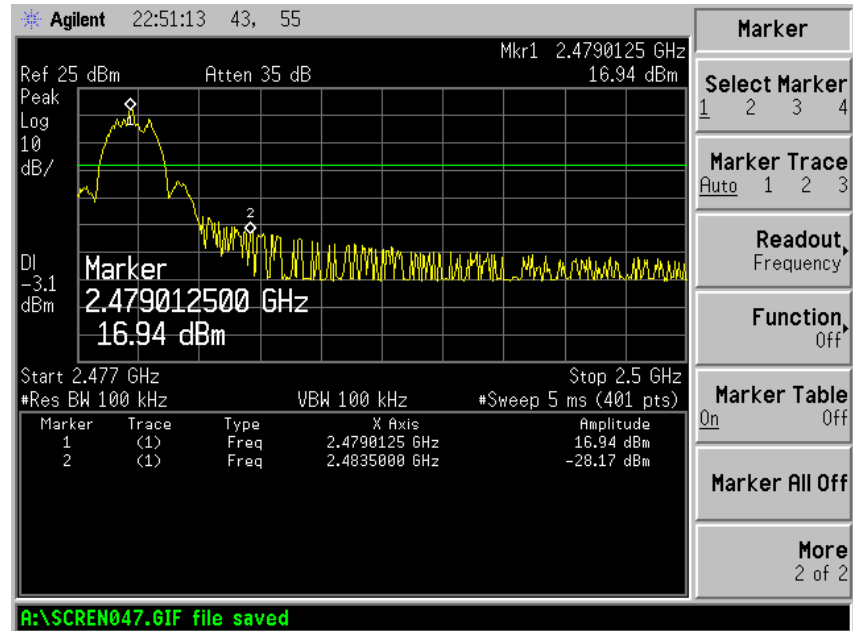 Agilent 22:51:13 43, 55
Mkr1 2.4790125 GHz
Ref 25 dBm Atten 35 dB 16.94 dBm
Peak
Log
10
dB/
1
2
DI
-3.1
dBm
Marker
2.479012500 GHz
16.94 dBm
Start 2.477 GHz Stop 2.5 GHz
#Res BW 100 kHz VBW 100 kHz #Sweep 5 ms (401 pts)
Marker Trace Type X Axis Amplitude
1 (1) Freq 2.4790125 GHz 16.94 dBm
2 (1) Freq 2.4835000 GHz -28.17 dBm
A:\SCREN047.GIF file saved
Marker
Select Marker
1 2 3 4
Marker Trace
Auto 1 2 3
Readout
Frequency
Function
Off
Marker Table
On Off
Marker All Off
More
2 of 2